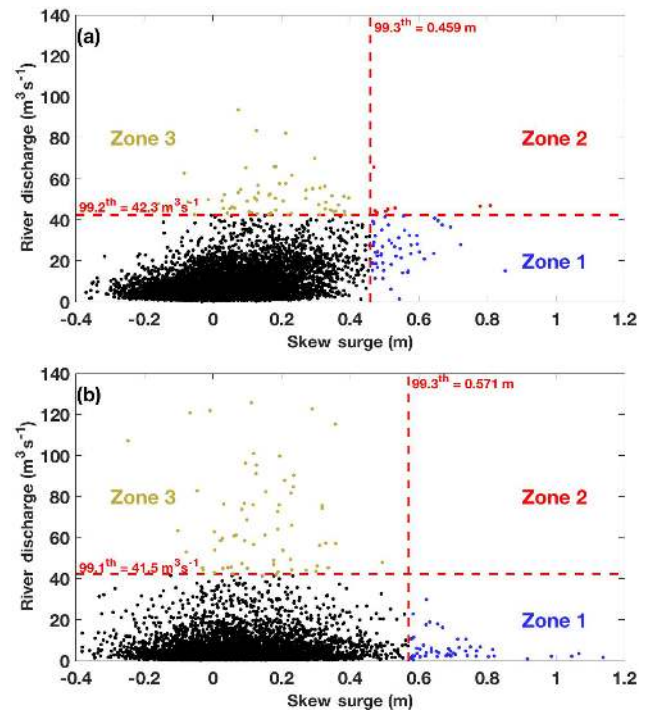 (a)
140
120
100
80
60
40
20
0
River discharge (m³ s⁻¹)
99.3ᵗʰ = 0.459 m
Zone 3
Zone 2
99.2ᵗʰ = 42.3 m³s⁻¹
Zone 1
-0.4 -0.2 0 0.2 0.4 0.6 0.8 1 1.2
Skew surge (m)
(b)
140
120
100
80
60
40
20
0
River discharge (m³ s⁻¹)
99.3ᵗʰ = 0.571 m
Zone 3
Zone 2
99.1ᵗʰ = 41.5 m³s⁻¹
Zone 1
-0.4 -0.2 0 0.2 0.4 0.6 0.8 1 1.2
Skew surge (m)